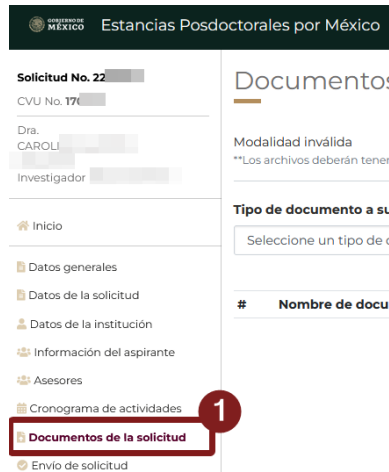 GOBIERNO DE
MÉXICO
Estancias Posdoctorales por México
Solicitud No. 22
CVU No. 17
Dra.
CAROLI
Investigador
Inicio
Datos generales
Datos de la solicitud
Datos de la institución
Información del aspirante
Asesores
Cronograma de actividades
1
Documentos de la solicitud
Envío de solicitud
Documentos
Modalidad inválida
**Los archivos deberán tener
Tipo de documento a su
Seleccione un tipo de
# Nombre de docu